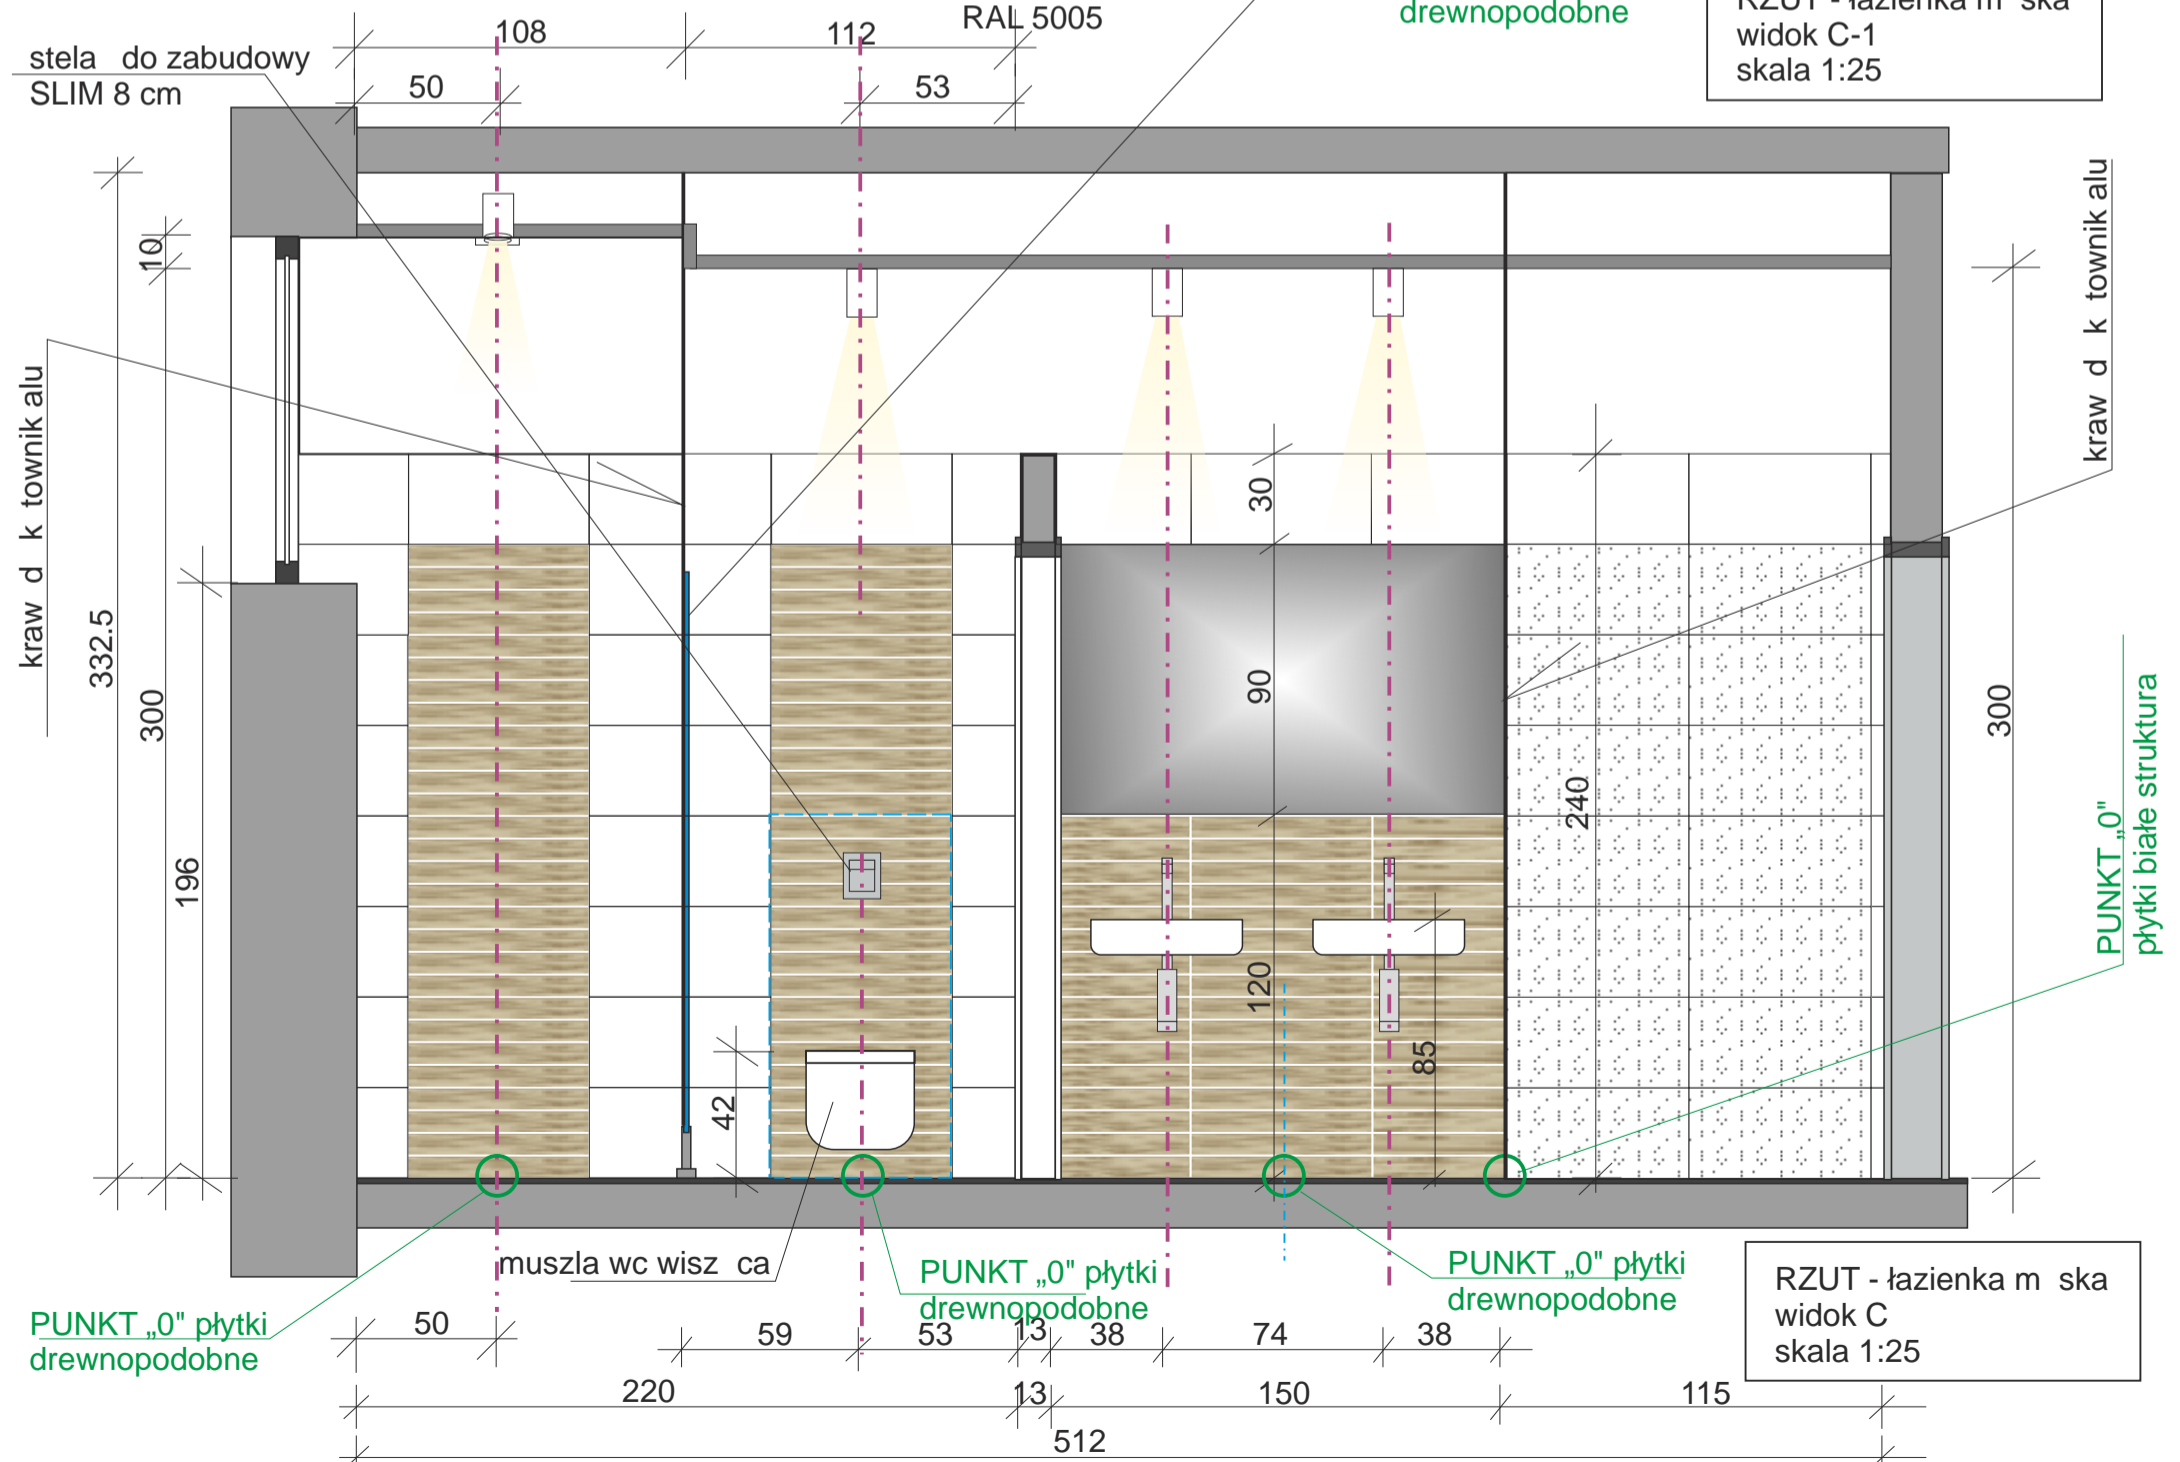 108
112
RAL 5005
drewnopodobne
widok C-1
skala 1:25
stela do zabudowy
SLIM 8 cm
50
53
10
kraw d k townik alu
kraw d k townik alu
332.5
300
196
30
90
240
120
85
42
300
PUNKT „0"
płytki białe struktura
muszla wc wisz ca
PUNKT „0" płytki
drewnopodobne
PUNKT „0" płytki
drewnopodobne
PUNKT „0" płytki
drewnopodobne
RZUT - łazienka m ska
widok C
skala 1:25
50
59
53
13
38
74
38
220
13
150
115
512